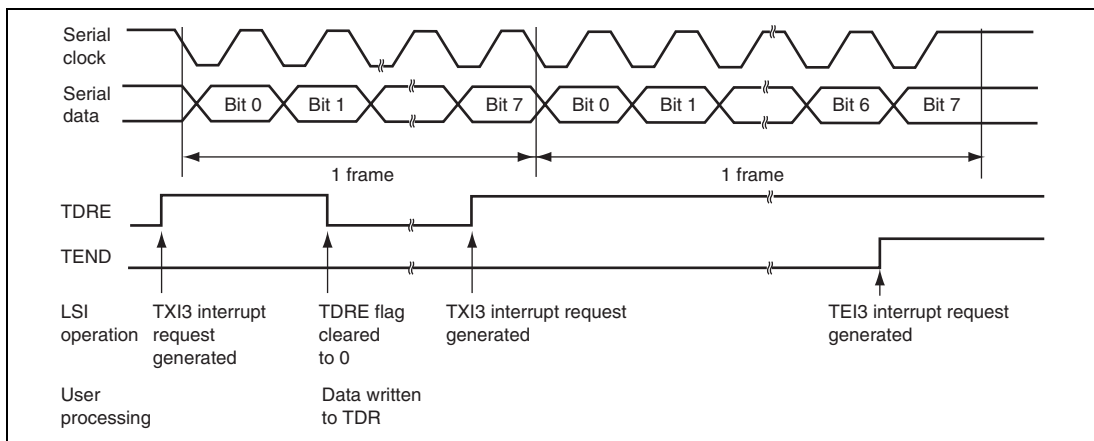 Serial
clock
Serial
data
Bit 0
Bit 1
Bit 7
Bit 0
Bit 1
Bit 6
Bit 7
1 frame
1 frame
TDRE
TEND
LSI
operation
TXI3 interrupt
request
generated
TDRE flag
cleared
to 0
TXI3 interrupt request
generated
TEI3 interrupt request
generated
User
processing
Data written
to TDR